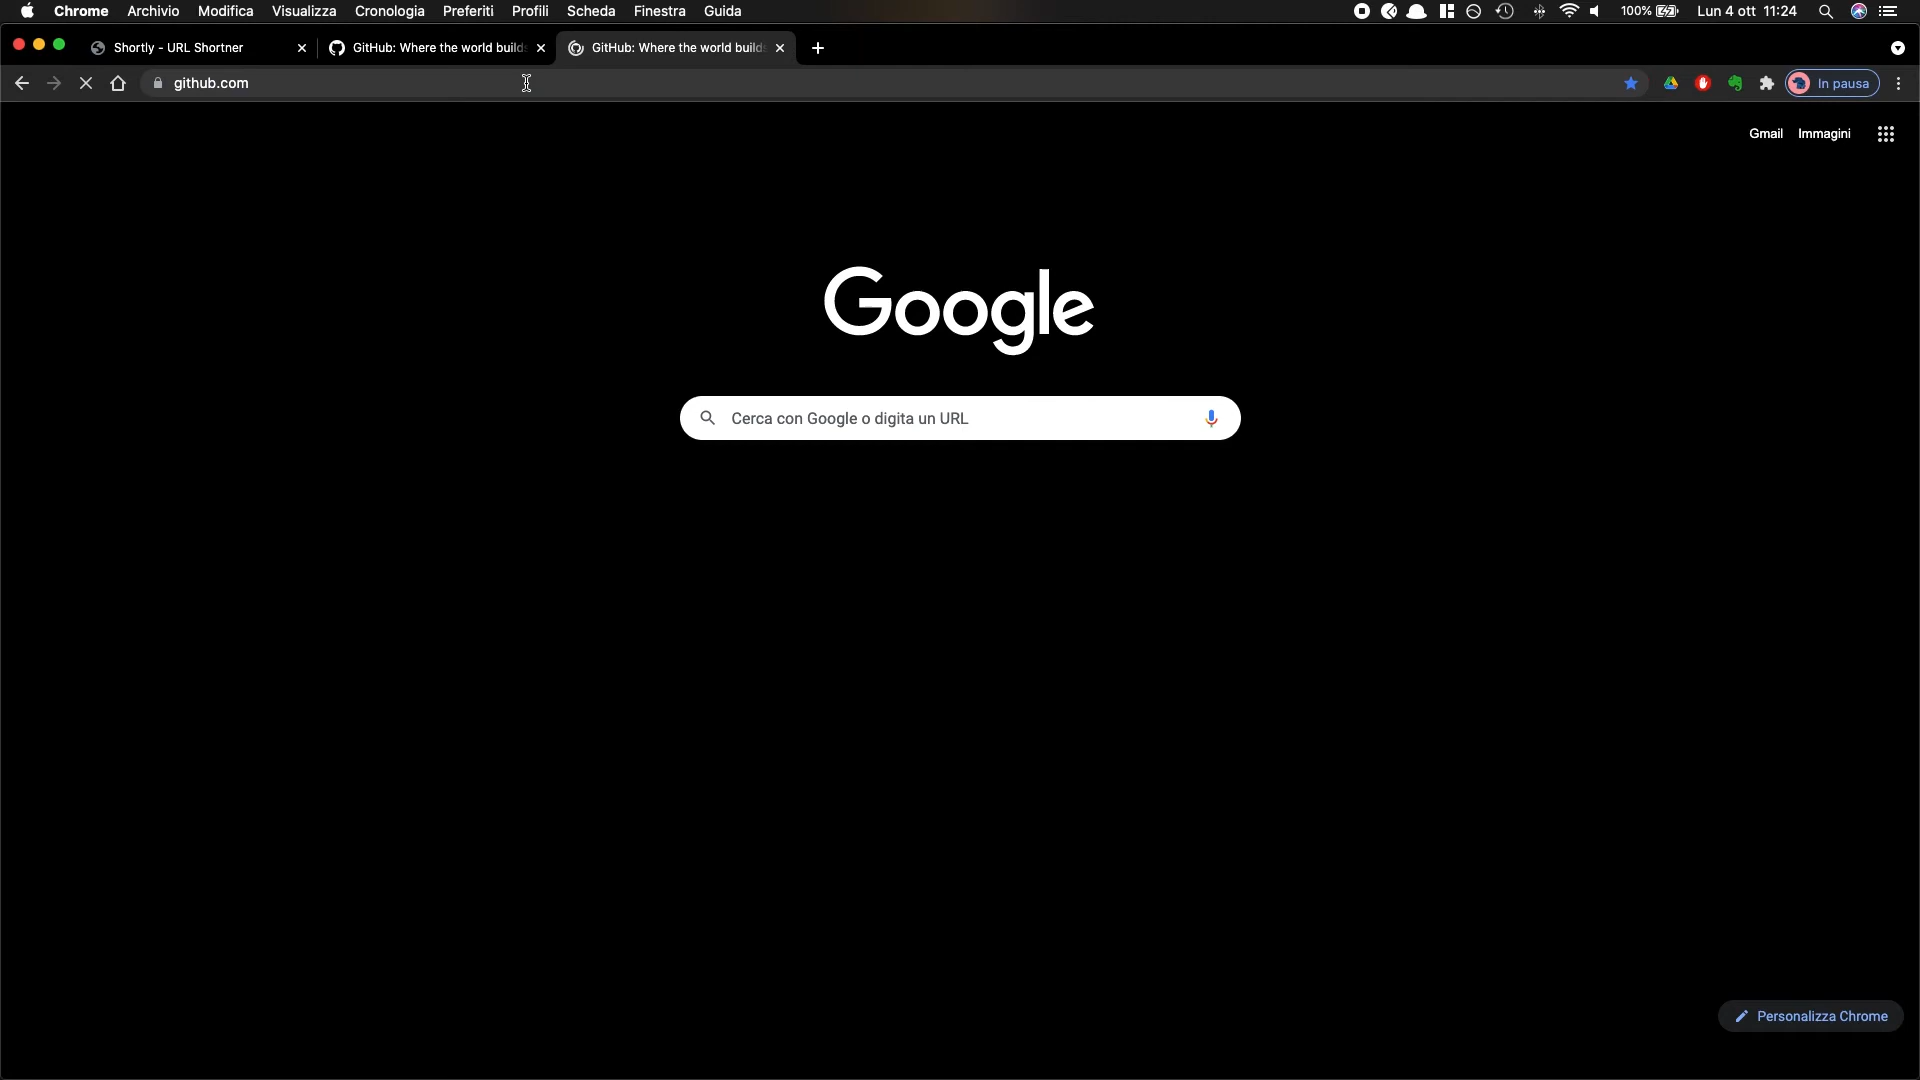 Chrome Archivio Modifica Visualizza Cronologia Preferiti Profili Scheda Finestra Guida 100% Lun 4 ott 11:24
Shortly - URL Shortner GitHub: Where the world builds GitHub: Where the world builds
github.com In pausa
Gmail Immagini
Google
Cerca con Google o digita un URL
Personalizza Chrome